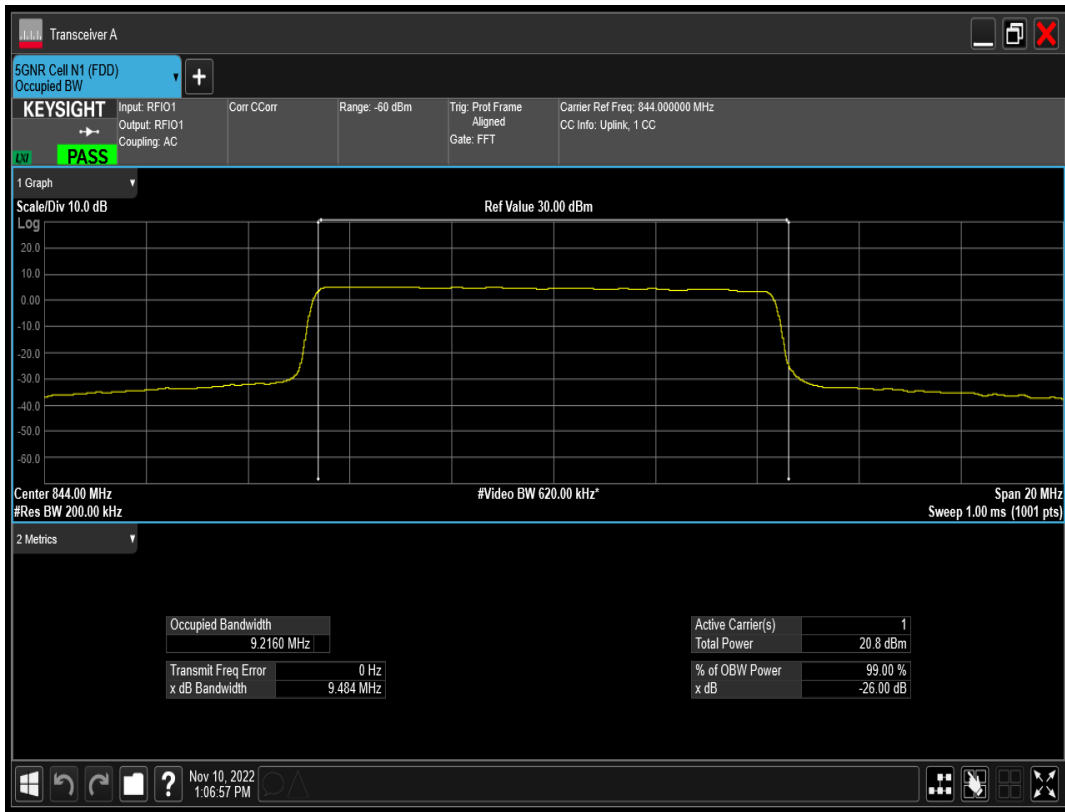 Transceiver A
5GNR Cell N1 (FDD)
Occupied BW
KEYSIGHT
LXI
PASS
Input: RFIO1
Output: RFIO1
Coupling: AC
Corr CCorr
Range: -60 dBm
Trig: Prot Frame
Aligned
Gate: FFT
Carrier Ref Freq: 844.000000 MHz
CC Info: Uplink, 1 CC
1 Graph
Scale/Div 10.0 dB
Ref Value 30.00 dBm
Log
20.0
10.0
0.00
-10.0
-20.0
-30.0
-40.0
-50.0
-60.0
Center 844.00 MHz
#Video BW 620.00 kHz*
Span 20 MHz
#Res BW 200.00 kHz
Sweep 1.00 ms (1001 pts)
2 Metrics
Occupied Bandwidth
9.2160 MHz
Transmit Freq Error 0 Hz
x dB Bandwidth 9.484 MHz
Active Carrier(s) 1
Total Power 20.8 dBm
% of OBW Power 99.00 %
x dB -26.00 dB
?
Nov 10, 2022
1:06:57 PM